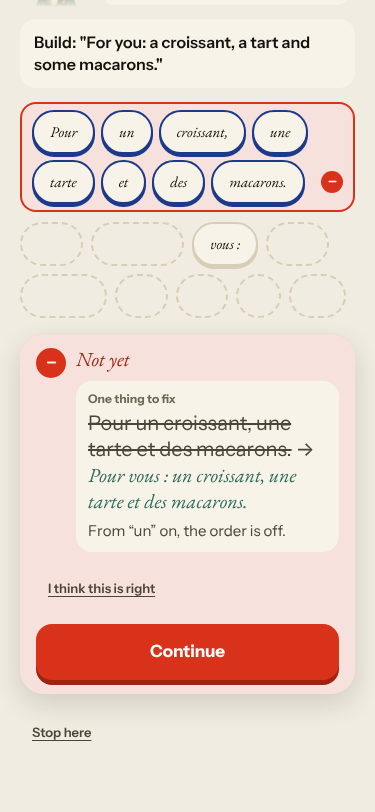 Build: "For you: a croissant, a tart and
some macarons."
Pour un croissant, une
tarte et des macarons.
vous :
Not yet
One thing to fix
Pour un croissant, une
tarte et des macarons. →
Pour vous : un croissant, une
tarte et des macarons.
From “un” on, the order is off.
I think this is right
Continue
Stop here